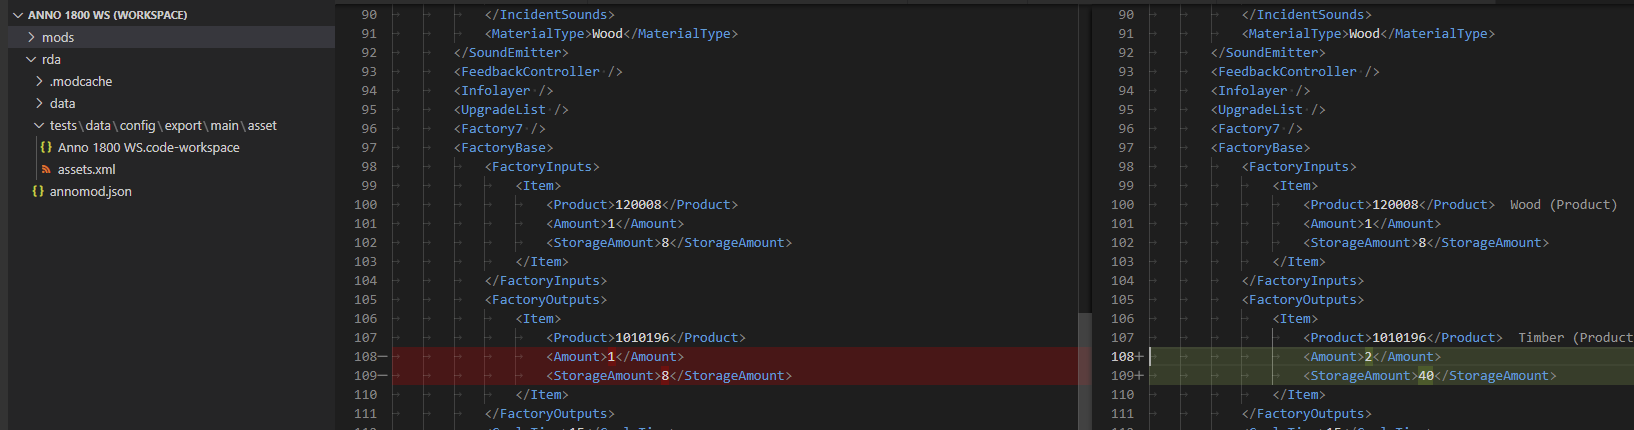 ANNO 1800 WS (WORKSPACE)
mods
rda
.modcache
data
tests\data\config\export\main\asset
{} Anno 1800 WS.code-workspace
assets.xml
{} annomod.json
90 </IncidentSounds>
91 <MaterialType>Wood</MaterialType>
92 </SoundEmitter>
93 <FeedbackController />
94 <Infolayer />
95 <UpgradeList />
96 <Factory7 />
97 <FactoryBase>
98 <FactoryInputs>
99 <Item>
100 <Product>120008</Product>
101 <Amount>1</Amount>
102 <StorageAmount>8</StorageAmount>
103 </Item>
104 </FactoryInputs>
105 <FactoryOutputs>
106 <Item>
107 <Product>1010196</Product>
108− <Amount>1</Amount>
109− <StorageAmount>8</StorageAmount>
110 </Item>
111 </FactoryOutputs>
90 </IncidentSounds>
91 <MaterialType>Wood</MaterialType>
92 </SoundEmitter>
93 <FeedbackController />
94 <Infolayer />
95 <UpgradeList />
96 <Factory7 />
97 <FactoryBase>
98 <FactoryInputs>
99 <Item>
100 <Product>120008</Product> Wood (Product)
101 <Amount>1</Amount>
102 <StorageAmount>8</StorageAmount>
103 </Item>
104 </FactoryInputs>
105 <FactoryOutputs>
106 <Item>
107 <Product>1010196</Product> Timber (Product
108+ <Amount>2</Amount>
109+ <StorageAmount>40</StorageAmount>
110 </Item>
111 </FactoryOutputs>